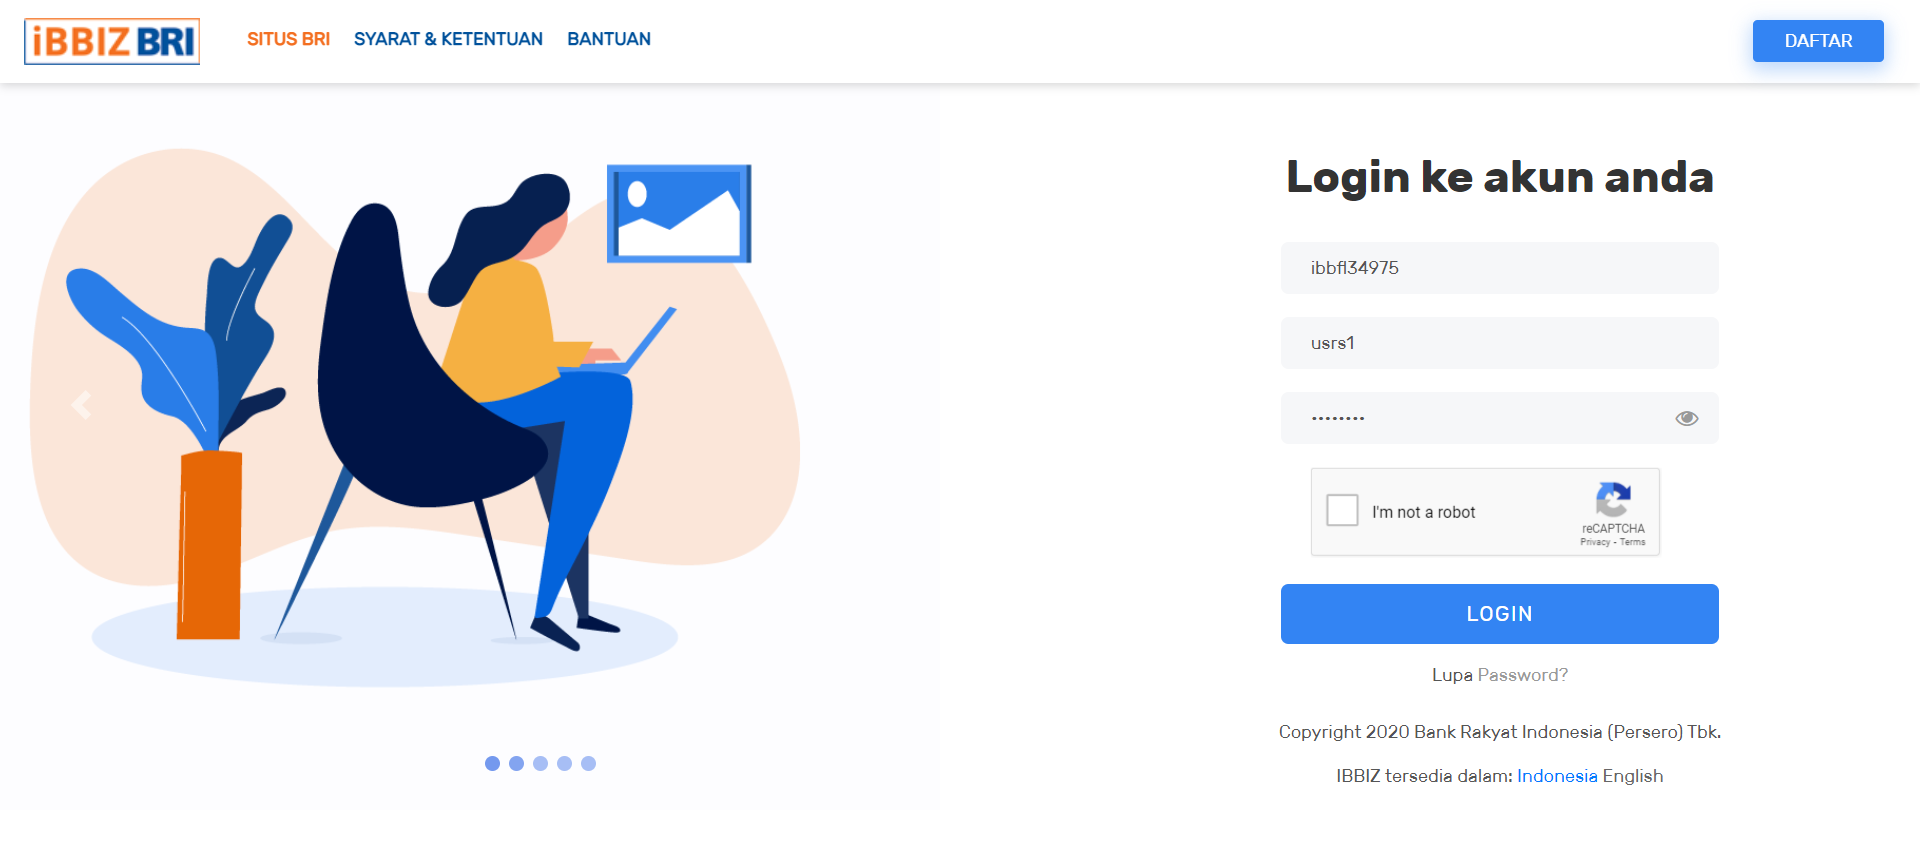 iBBIZ BRI
SITUS BRI SYARAT & KETENTUAN BANTUAN
DAFTAR
Login ke akun anda
ibbfl34975
usrs1
••••••••
I'm not a robot
reCAPTCHA
Privacy - Terms
LOGIN
Lupa Password?
Copyright 2020 Bank Rakyat Indonesia (Persero) Tbk.
IBBIZ tersedia dalam: Indonesia English